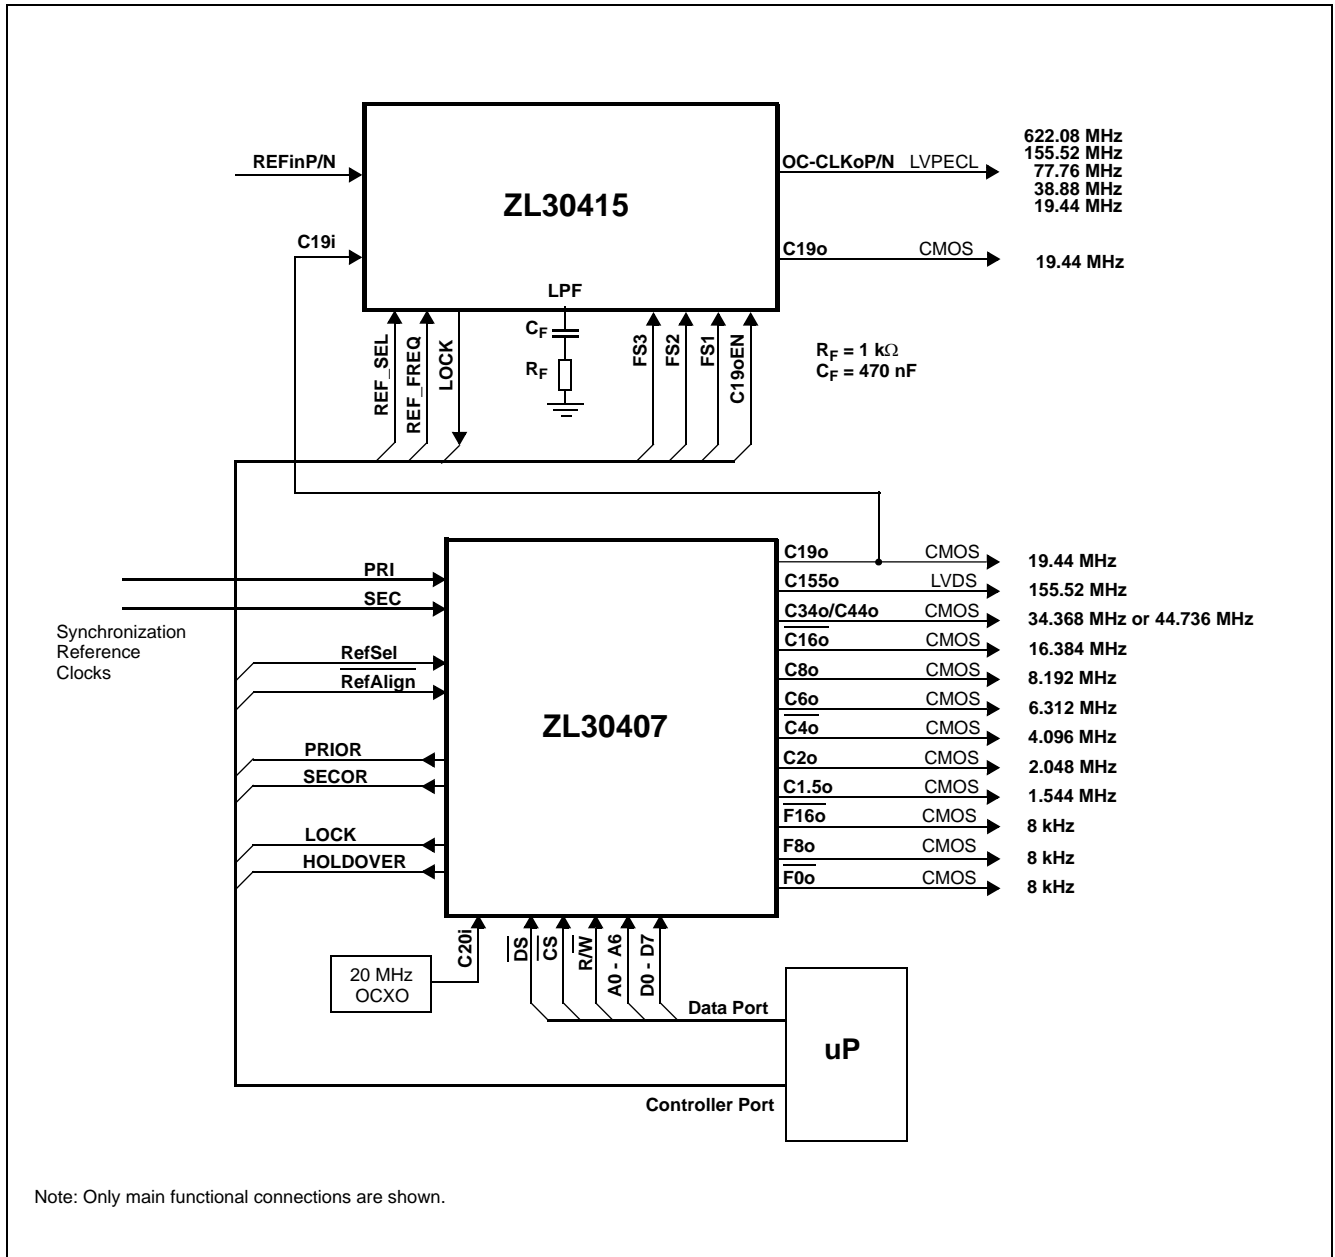 REFinP/N
C19i
ZL30415
LPF
OC-CLKoP/N LVPECL
622.08 MHz
155.52 MHz
77.76 MHz
38.88 MHz
19.44 MHz
C19o CMOS
19.44 MHz
REF_SEL
REF_FREQ
LOCK
CF
RF
FS3
FS2
FS1
C19oEN
RF = 1 kΩ
CF = 470 nF
PRI
SEC
Synchronization
Reference
Clocks
RefSel
RefAlign
PRIOR
SECOR
LOCK
HOLDOVER
ZL30407
C19o CMOS 19.44 MHz
C155o LVDS 155.52 MHz
C34o/C44o CMOS 34.368 MHz or 44.736 MHz
C16o CMOS 16.384 MHz
C8o CMOS 8.192 MHz
C6o CMOS 6.312 MHz
C4o CMOS 4.096 MHz
C2o CMOS 2.048 MHz
C1.5o CMOS 1.544 MHz
F16o CMOS 8 kHz
F8o CMOS 8 kHz
F0o CMOS 8 kHz
20 MHz
OCXO
C20i
DS
CS
R/W
A0 - A6
D0 - D7
Data Port
uP
Controller Port
Note: Only main functional connections are shown.